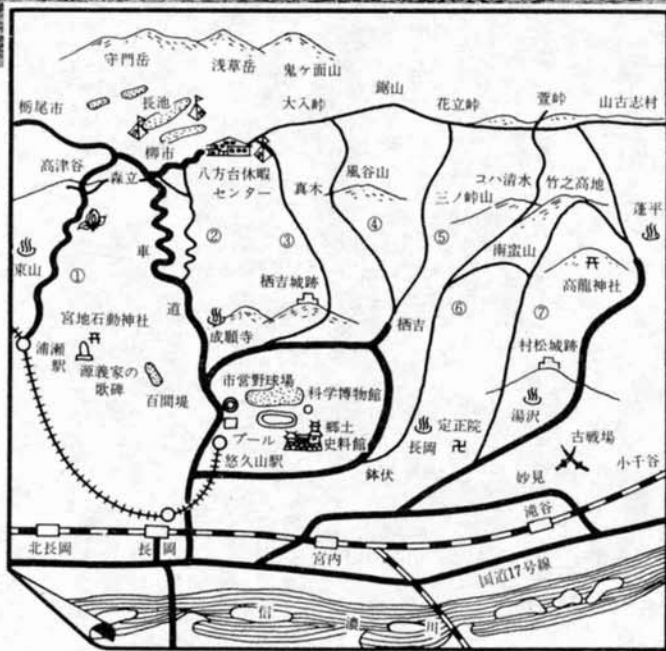 守門岳
浅草岳
鬼ヶ面山
栃尾市
長池
大入峠
鋸山
花立峠
萱峠
山古志村
柳市
高津谷
森立
八方台休暇
センター
真木
風谷山
コハ清水
竹之高地
三ノ峠山
蓬平
東山
①
車
道
②
③
④
⑤
南蛮山
栖吉城跡
高龍神社
宮地石動神社
成願寺
栖吉
⑥
⑦
浦瀬
駅
源義家の
歌碑
百間堤
村松城跡
市営野球場
科学博物館
湯沢
プール
郷土
史料館
長岡
定正院
古戦場
悠久山駅
鉢伏
妙見
小千谷
滝谷
北長岡
長岡
宮内
国道17号線
信
濃
川